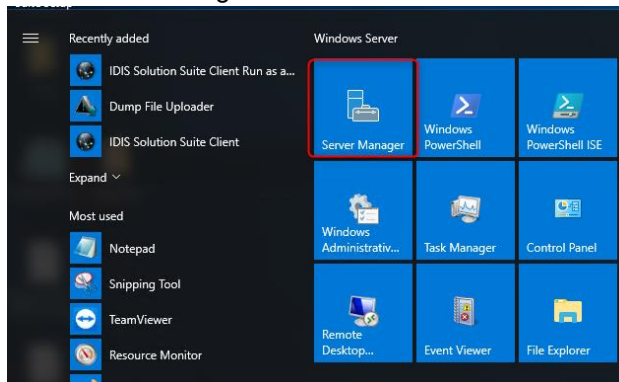 Recently added
IDIS Solution Suite Client Run as a...
Dump File Uploader
IDIS Solution Suite Client
Expand
Most used
Notepad
Snipping Tool
TeamViewer
Resource Monitor
Windows Server
Server Manager
Windows
PowerShell
Windows
PowerShell ISE
Windows
Administrativ...
Task Manager
Control Panel
Remote
Desktop...
Event Viewer
File Explorer